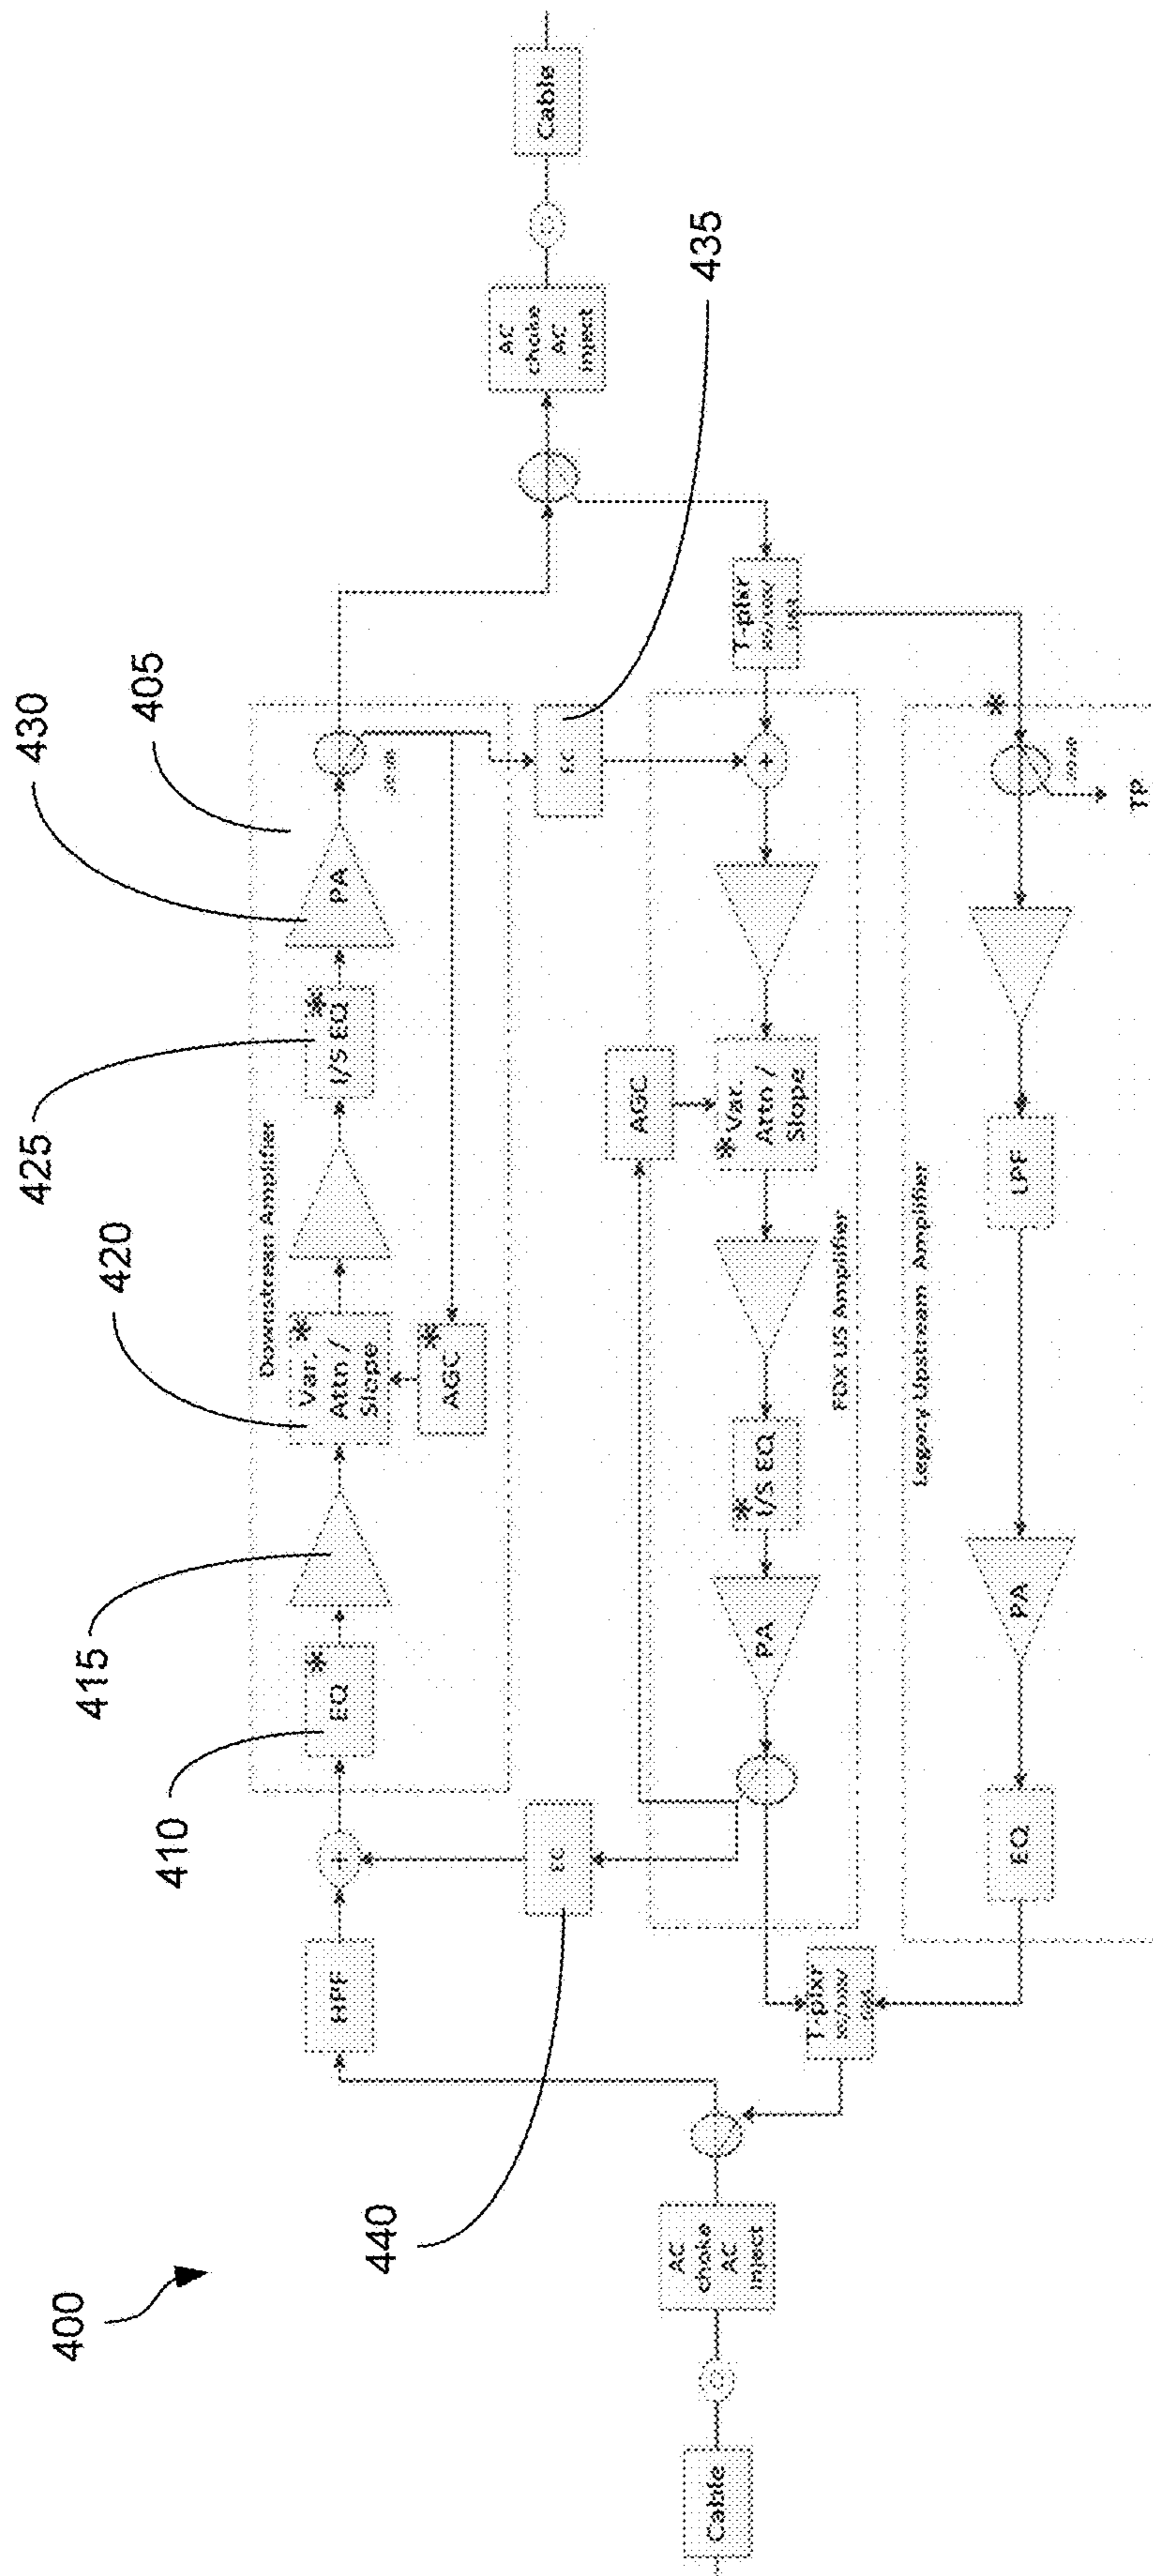 400
405
410
415
420
425
430
435
440
Cable
AC
choke
AC
inject
HPF
EQ
*
Downstream Amplifier
Var.
Attn /
Slope
*
AGC
*
I/S EQ
*
PA
EC
EC
T-plxr
T-plxr
AGC
*Var.
Attn /
Slope
*
I/S EQ
PA
FDx US Amplifier
Legacy Upstream Amplifier
EQ
PA
LPF
*
TP
AC
choke
AC
inject
Cable